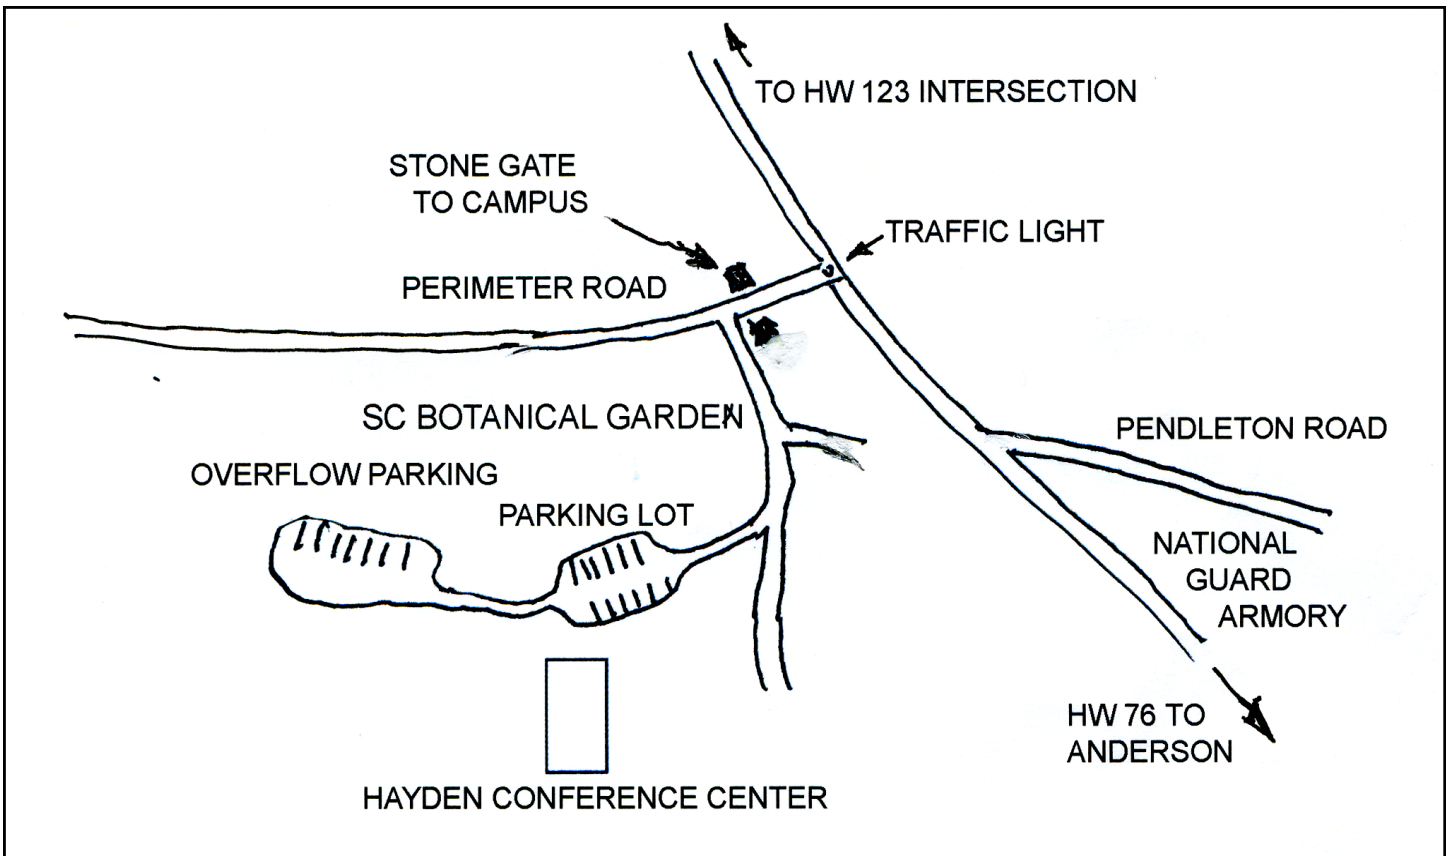 TO HW 123 INTERSECTION
STONE GATE
TO CAMPUS
TRAFFIC LIGHT
PERIMETER ROAD
SC BOTANICAL GARDEN
PENDLETON ROAD
OVERFLOW PARKING
PARKING LOT
NATIONAL
GUARD
ARMORY
HW 76 TO
ANDERSON
HAYDEN CONFERENCE CENTER